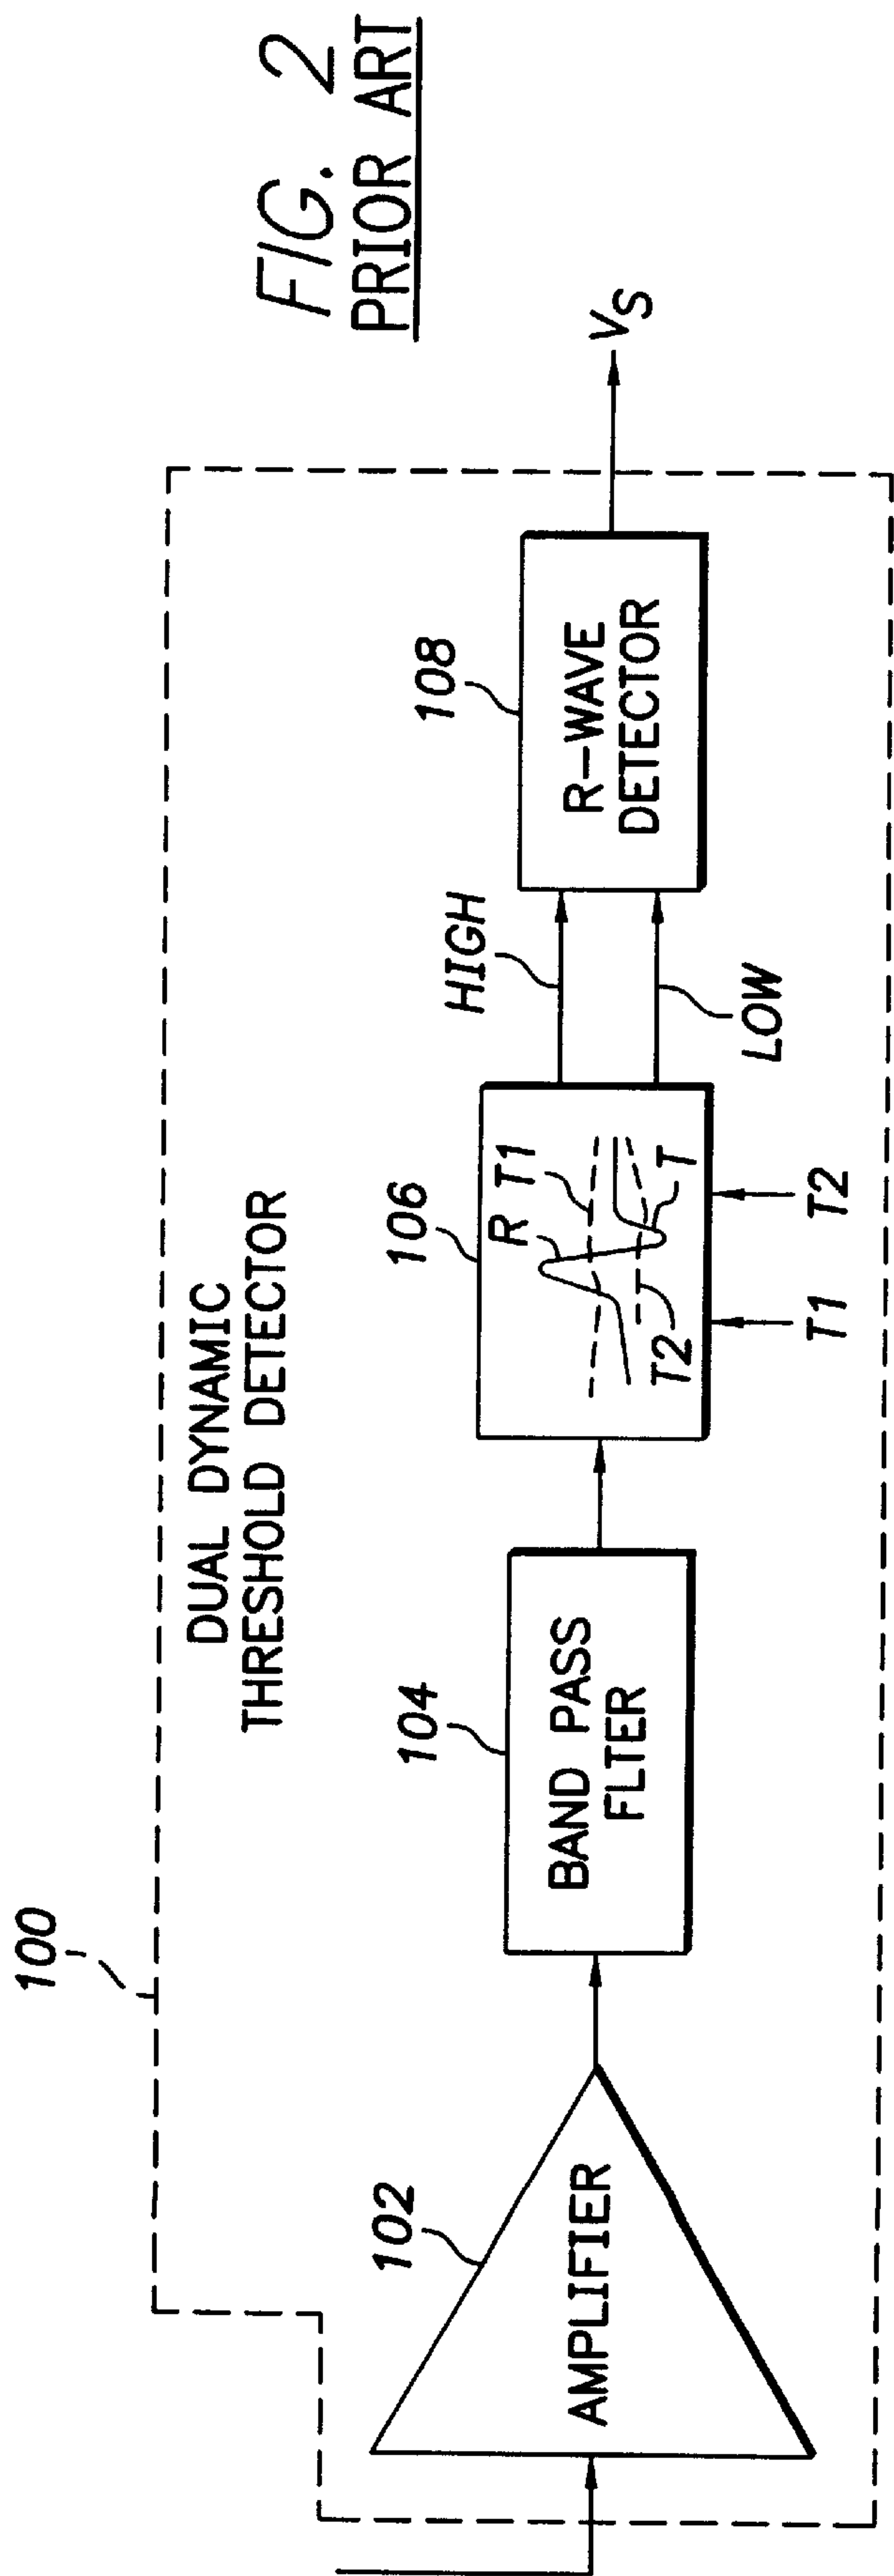 FIG. 2
PRIOR ART
100
DUAL DYNAMIC
THRESHOLD DETECTOR
102
AMPLIFIER
104
BAND PASS
FLTER
106
R
T1
T2
T
T1
T2
HIGH
LOW
108
R-WAVE
DETECTOR
VS